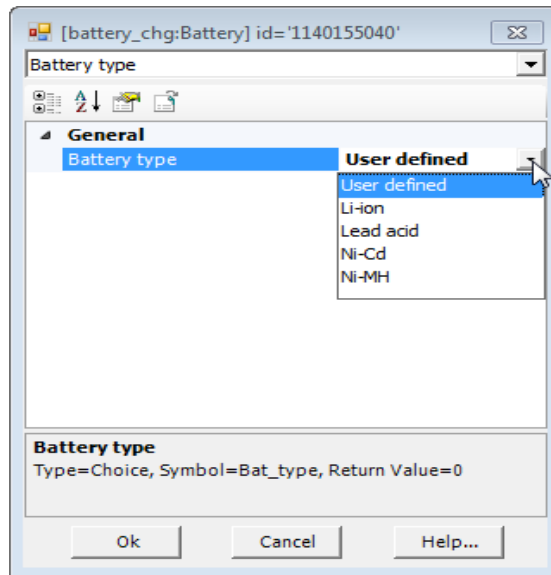 [battery_chg:Battery] id='1140155040'
Battery type
General
Battery type User defined
User defined
Li-ion
Lead acid
Ni-Cd
Ni-MH
Battery type
Type=Choice, Symbol=Bat_type, Return Value=0
Ok Cancel Help...